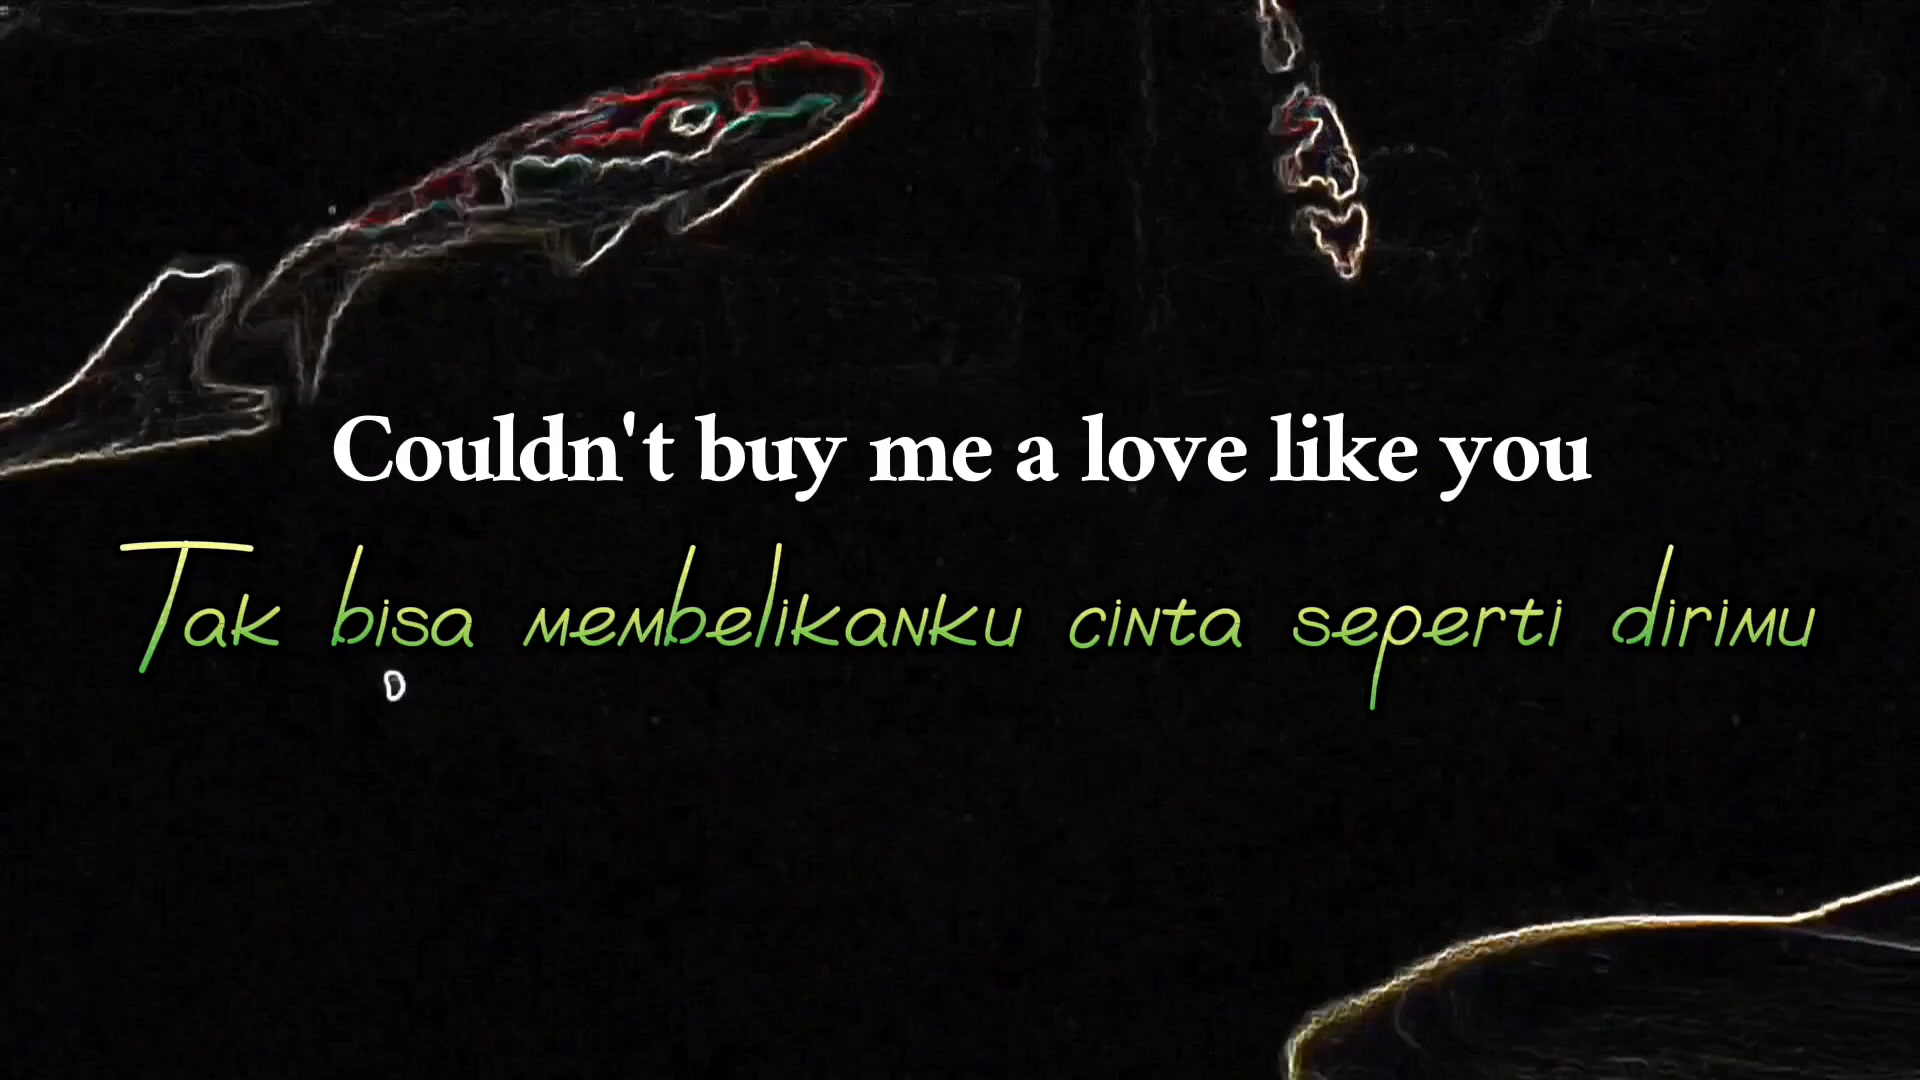 Couldn't buy me a love like you
Tak bisa membelikanku cinta seperti dirimu